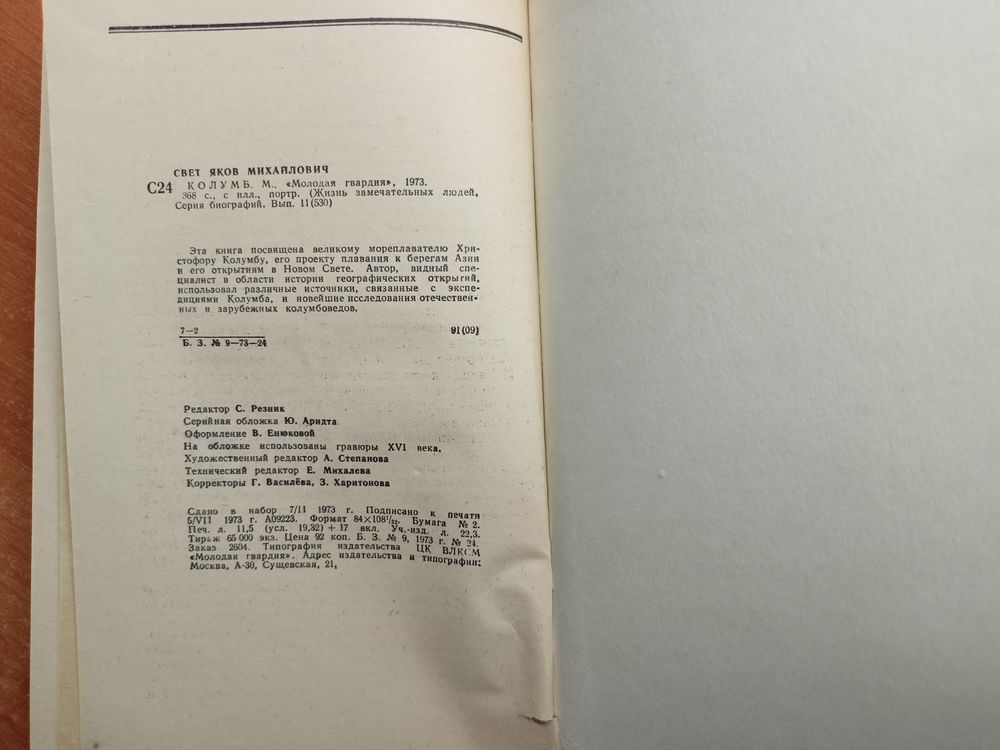 СВЕТ ЯКОВ МИХАЙЛОВИЧ
С24 КОЛУМБ. М., «Молодая гвардия», 1973.
368 с., с илл., портр. (Жизнь замечательных людей.
Серия биографий. Вып. 11(530)
Эта книга посвящена великому мореплавателю Хри-
стофору Колумбу, его проекту плавания к берегам Азии
и его открытиям в Новом Свете. Автор, видный спе-
циалист в области истории географических открытий,
использовал различные источники, связанные с экспе-
дициями Колумба, и новейшие исследования отечествен-
ных и зарубежных колумбоведов.
7—2 91(09)
Б. З. № 9—73—24
Редактор С. Резник
Серийная обложка Ю. Арндта
Оформление В. Енюковой
На обложке использованы гравюры XVI века.
Художественный редактор А. Степанова
Технический редактор Е. Михалева
Корректоры Г. Василёва, З. Харитонова
Сдано в набор 7/II 1973 г. Подписано к печати
5/VII 1973 г. А09223. Формат 84×108¹/₃₂. Бумага № 2.
Печ. л. 11,5 (усл. 19,32) + 17 вкл. Уч.-изд. л. 22,3.
Тираж 65 000 экз. Цена 92 коп. Б. З. № 9, 1973 г. № 24.
Заказ 2604. Типография издательства ЦК ВЛКСМ
«Молодая гвардия». Адрес издательства и типографии:
Москва, А-30, Сущевская, 21.